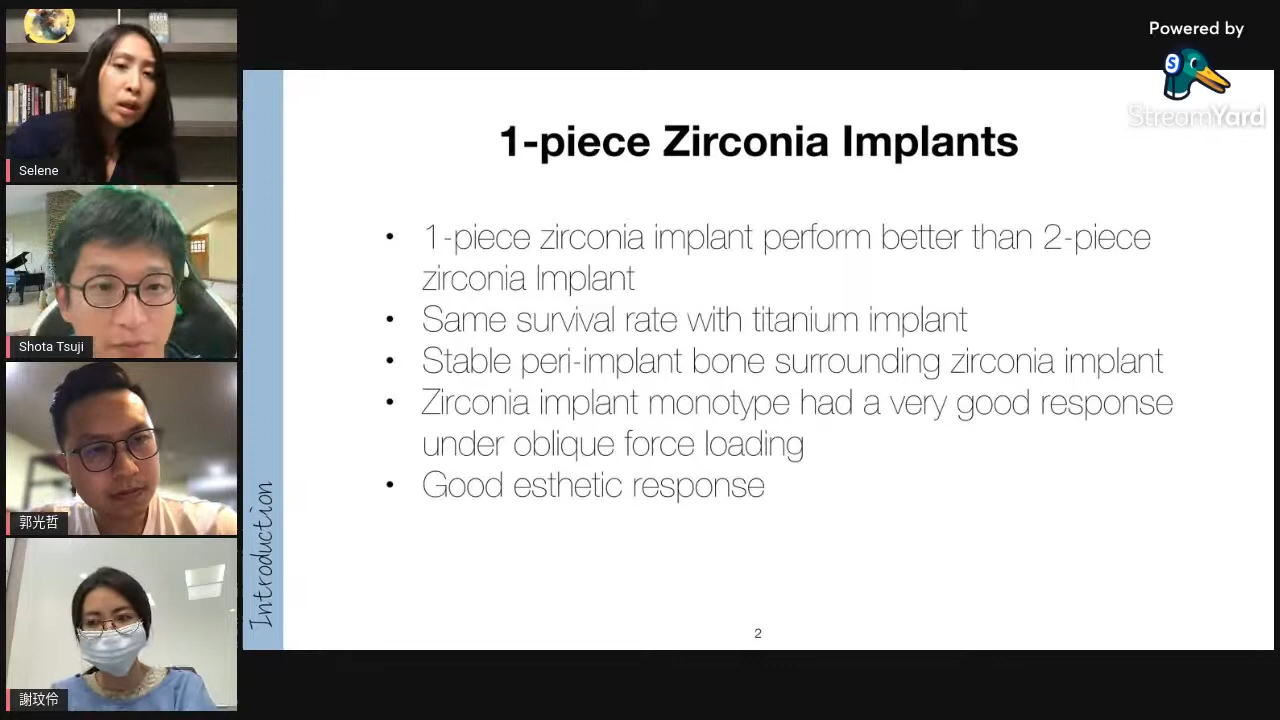 Powered by
S
StreamYard
Selene
Shota Tsuji
郭光哲
謝玟伶
Introduction
1-piece Zirconia Implants
• 1-piece zirconia implant perform better than 2-piece
zirconia Implant
• Same survival rate with titanium implant
• Stable peri-implant bone surrounding zirconia implant
• Zirconia implant monotype had a very good response
under oblique force loading
• Good esthetic response
2